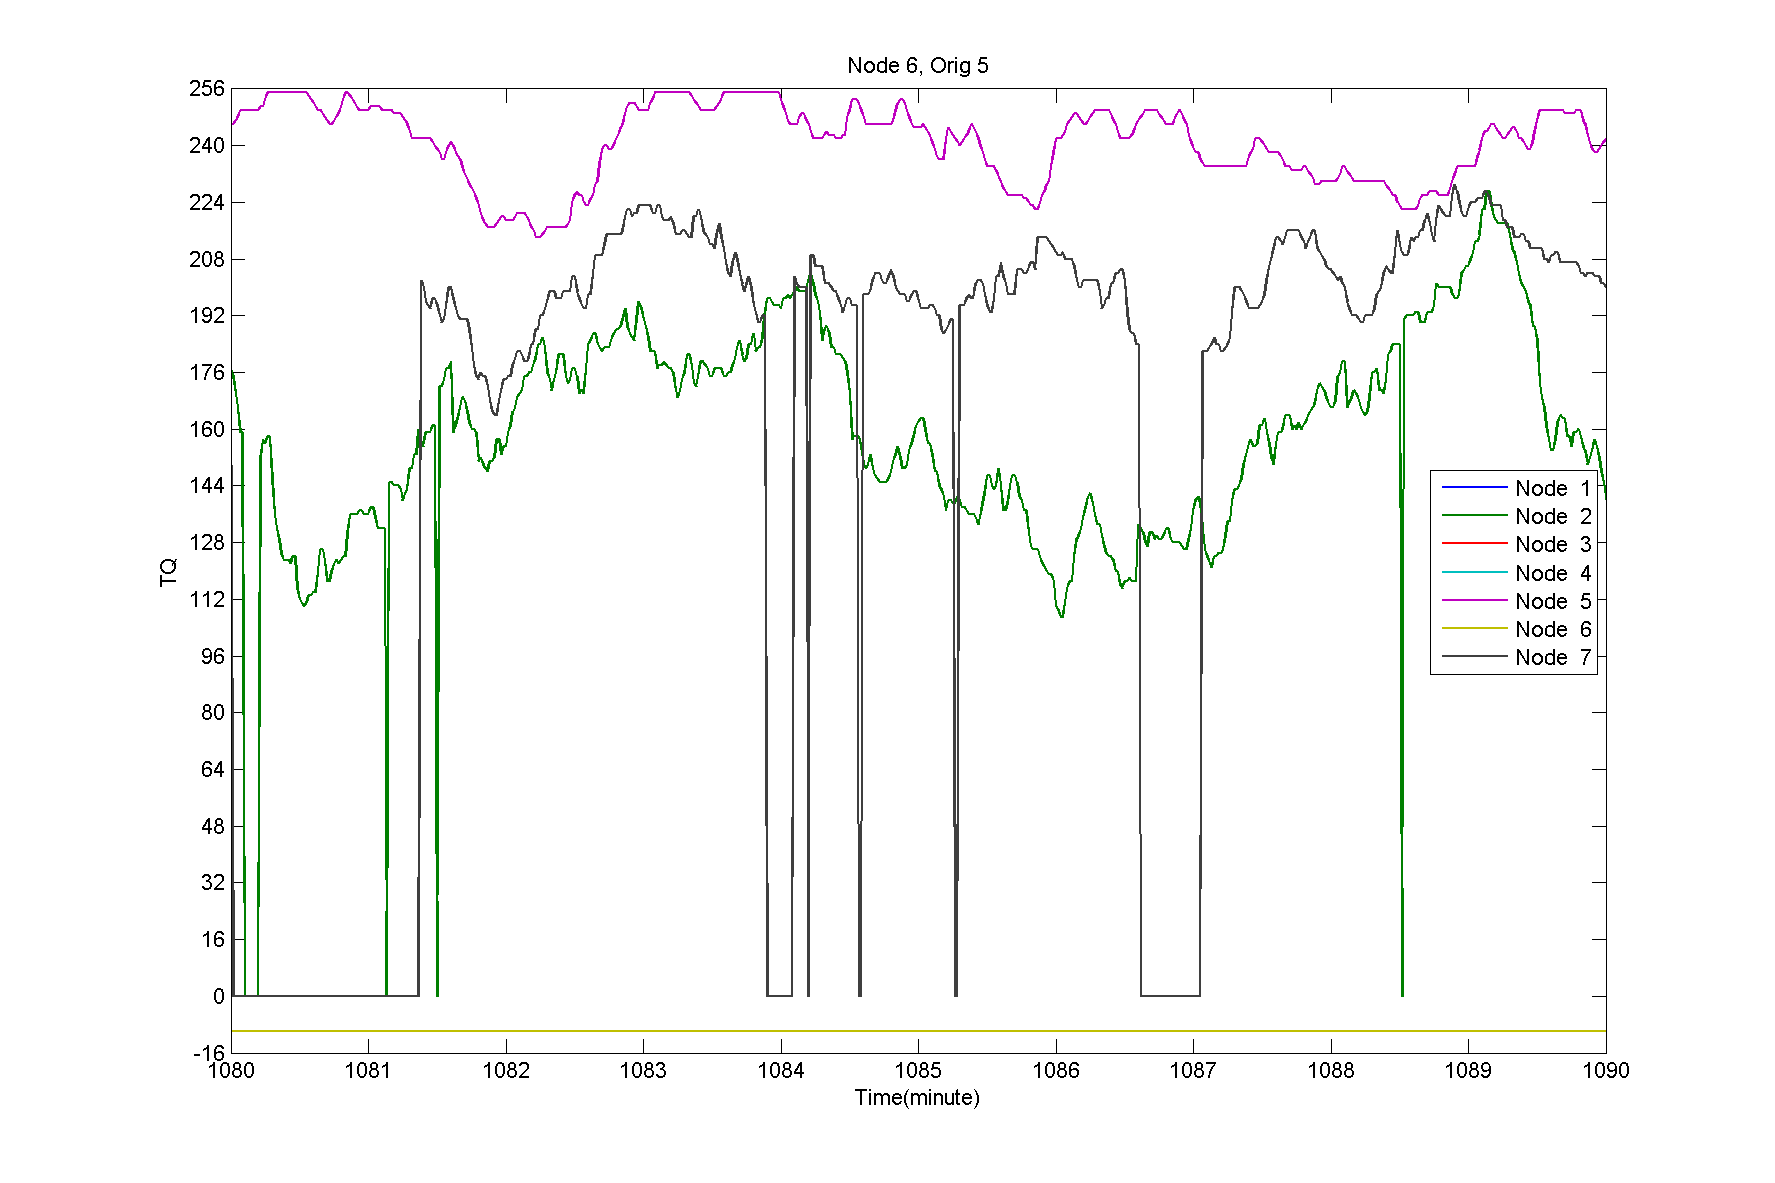 Node 6, Orig 5
256
240
224
208
192
176
160
144
128
112
96
80
64
48
32
16
0
-16
TQ
1080 1081 1082 1083 1084 1085 1086 1087 1088 1089 1090
Time(minute)
Node 1
Node 2
Node 3
Node 4
Node 5
Node 6
Node 7